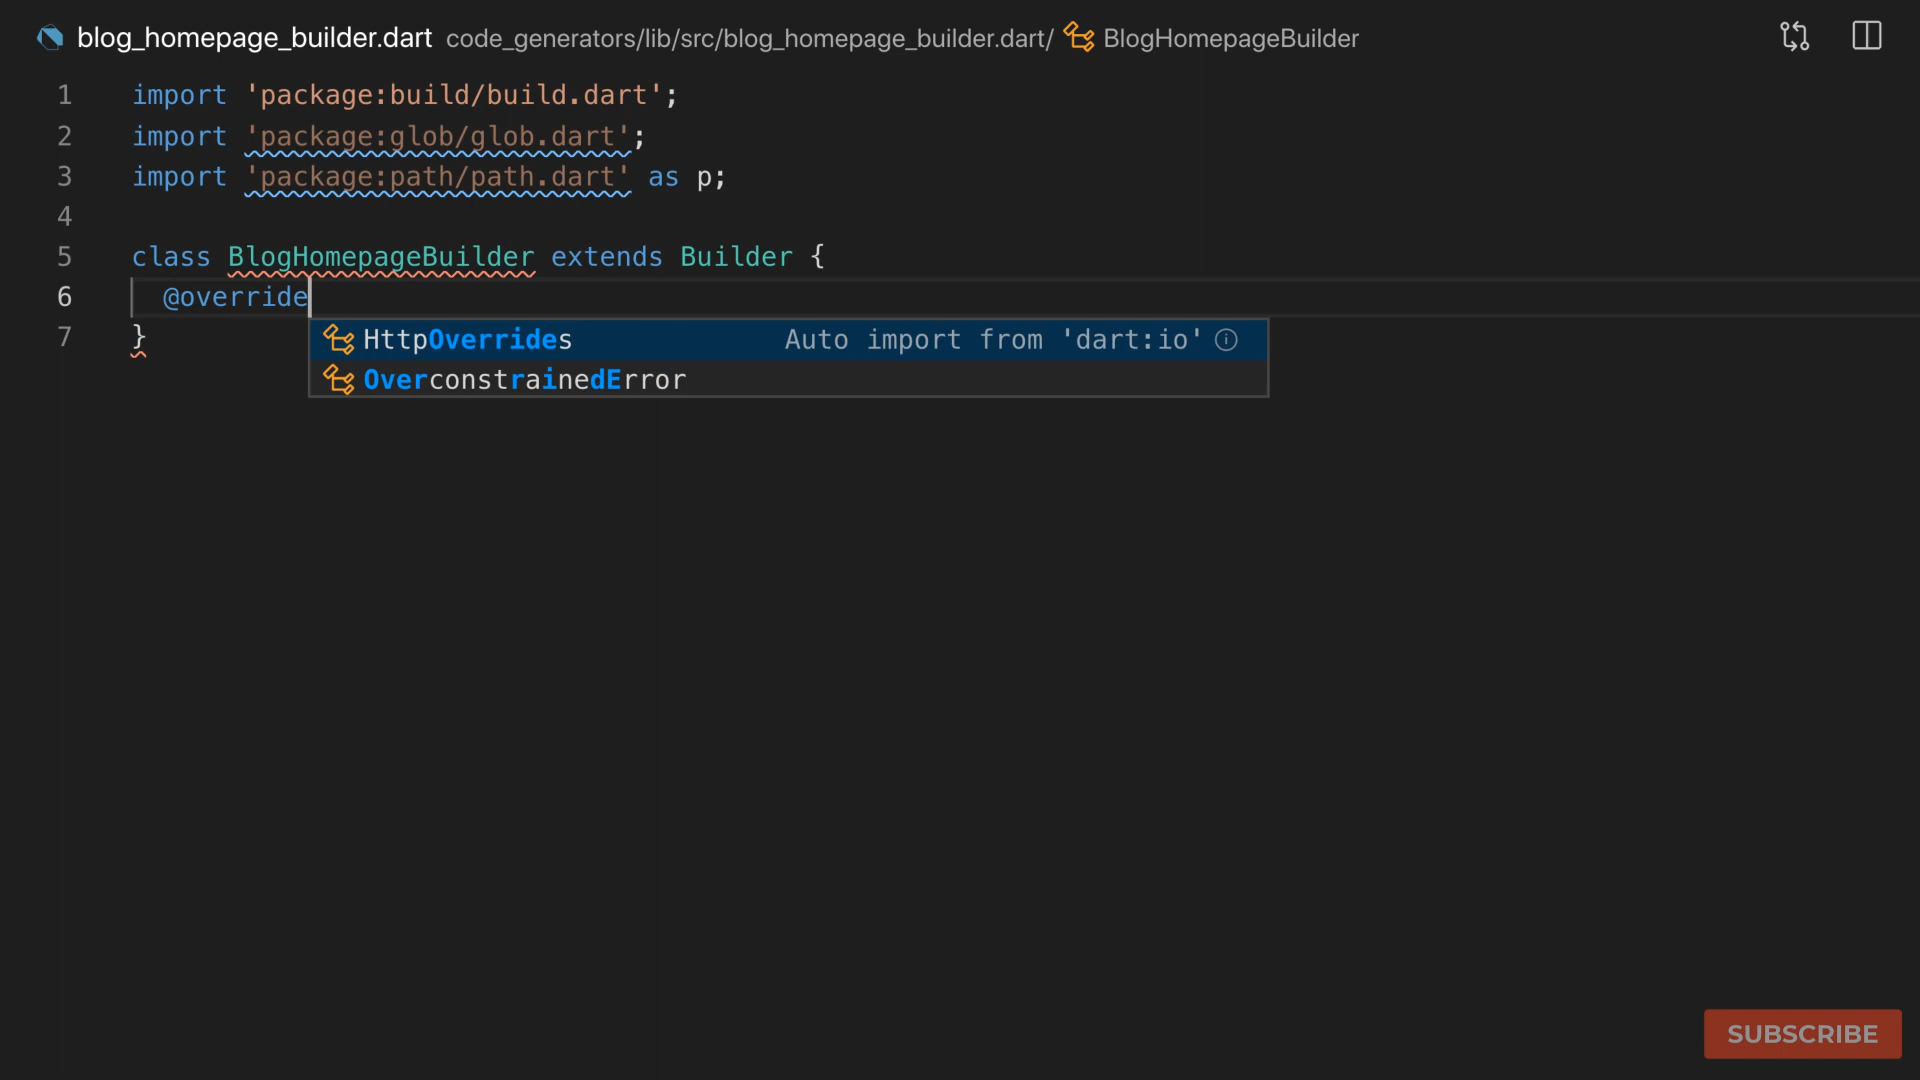 blog_homepage_builder.dart code_generators/lib/src/blog_homepage_builder.dart/ BlogHomepageBuilder
1 import 'package:build/build.dart';
2 import 'package:glob/glob.dart';
3 import 'package:path/path.dart' as p;
4
5 class BlogHomepageBuilder extends Builder {
6 @override
HttpOverrides Auto import from 'dart:io'
7 }
OverconstrainedError
SUBSCRIBE